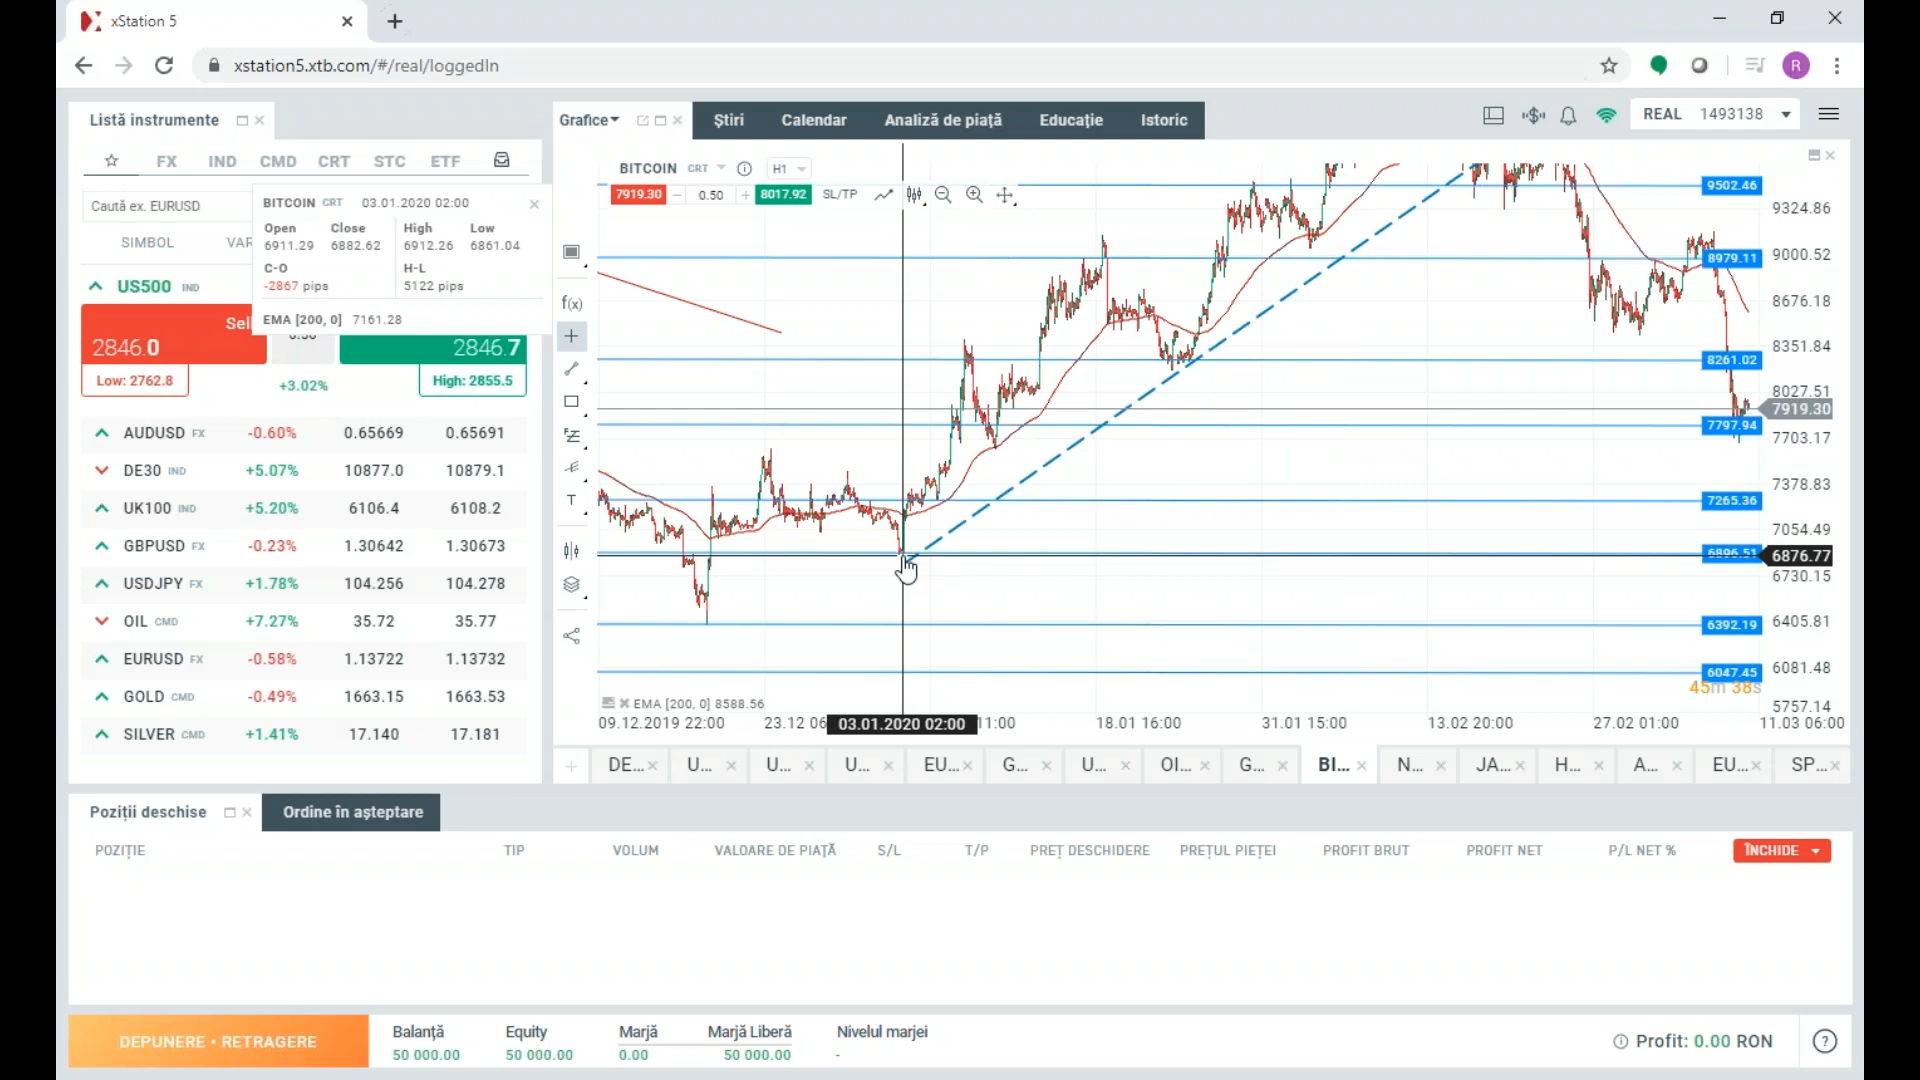 xStation 5
xstation5.xtb.com/#/real/loggedIn
R
Listă instrumente
Grafice
Știri
Calendar
Analiză de piață
Educație
Istoric
REAL 1493138
FX IND CMD CRT STC ETF
BITCOIN CRT H1
7919.30 0.50 8017.92 SL/TP
Caută ex. EURUSD
SIMBOL VAR
BITCOIN CRT 03.01.2020 02:00
Open Close High Low
6911.29 6882.62 6912.26 6861.04
C-O H-L
-2867 pips 5122 pips
EMA [200, 0] 7161.28
US500 IND
Sell
2846.0 2846.7
Low: 2762.8 +3.02% High: 2855.5
AUDUSD FX -0.60% 0.65669 0.65691
DE30 IND +5.07% 10877.0 10879.1
UK100 IND +5.20% 6106.4 6108.2
GBPUSD FX -0.23% 1.30642 1.30673
USDJPY FX +1.78% 104.256 104.278
OIL CMD +7.27% 35.72 35.77
EURUSD FX -0.58% 1.13722 1.13732
GOLD CMD -0.49% 1663.15 1663.53
SILVER CMD +1.41% 17.140 17.181
f(x)
T
9502.46
9324.86
8979.11
9000.52
8676.18
8261.02
8351.84
8027.51
7919.30
7797.94
7703.17
7378.83
7265.36
7054.49
6896.51
6876.77
6730.15
6392.19
6405.81
6047.45
6081.48
45m 38s
5757.14
EMA [200, 0] 8588.56
09.12.2019 22:00 23.12 06 03.01.2020 02:00 11:00 18.01 16:00 31.01 15:00 13.02 20:00 27.02 01:00 11.03 06:00
DE... U... U... U... EU... G... U... OI... G... BI... N... JA... H... A... EU... SP...
Poziții deschise
Ordine în așteptare
POZIȚIE TIP VOLUM VALOARE DE PIAȚĂ S/L T/P PREȚ DESCHIDERE PREȚUL PIEȚEI PROFIT BRUT PROFIT NET P/L NET % ÎNCHIDE
DEPUNERE • RETRAGERE
Balanță Equity Marjă Marjă Liberă Nivelul marjei
50 000.00 50 000.00 0.00 50 000.00 -
Profit: 0.00 RON
?